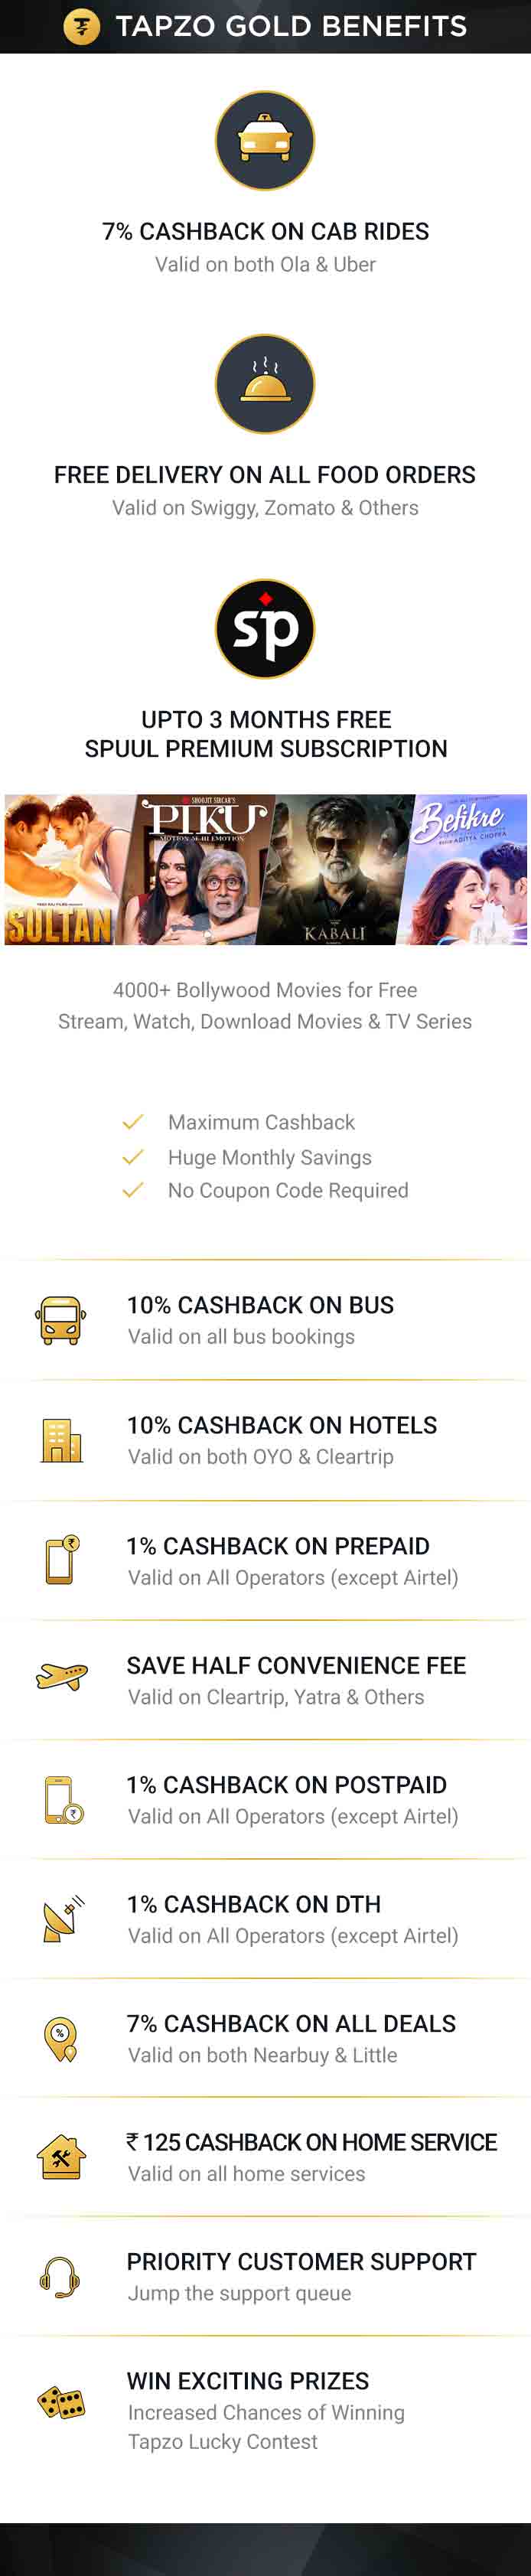 TAPZO GOLD BENEFITS
7% CASHBACK ON CAB RIDES
Valid on both Ola & Uber
FREE DELIVERY ON ALL FOOD ORDERS
Valid on Swiggy, Zomato & Others
sp
UPTO 3 MONTHS FREE
SPUUL PREMIUM SUBSCRIPTION
SHOOJIT SIRCAR'S
PIKU
SULTAN
KABALI
Befikre
ADITYA CHOPRA
4000+ Bollywood Movies for Free
Stream, Watch, Download Movies & TV Series
Maximum Cashback
Huge Monthly Savings
No Coupon Code Required
10% CASHBACK ON BUS
Valid on all bus bookings
10% CASHBACK ON HOTELS
Valid on both OYO & Cleartrip
₹
1% CASHBACK ON PREPAID
Valid on All Operators (except Airtel)
SAVE HALF CONVENIENCE FEE
Valid on Cleartrip, Yatra & Others
1% CASHBACK ON POSTPAID
₹
Valid on All Operators (except Airtel)
1% CASHBACK ON DTH
Valid on All Operators (except Airtel)
%
7% CASHBACK ON ALL DEALS
Valid on both Nearbuy & Little
₹ 125 CASHBACK ON HOME SERVICE
Valid on all home services
PRIORITY CUSTOMER SUPPORT
Jump the support queue
WIN EXCITING PRIZES
Increased Chances of Winning
Tapzo Lucky Contest